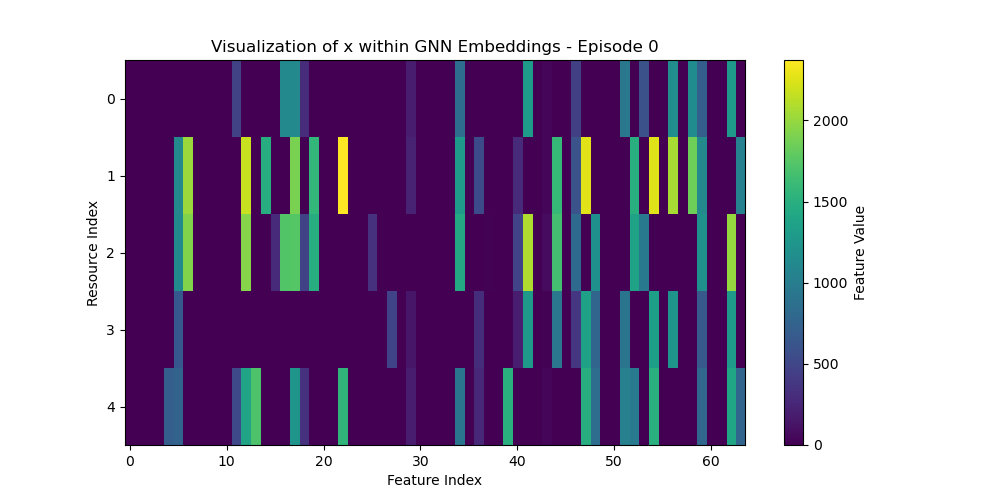 Visualization of x within GNN Embeddings - Episode 0
Resource Index
0
1
2
3
4
0 10 20 30 40 50 60
Feature Index
2000
1500
1000
500
0
Feature Value